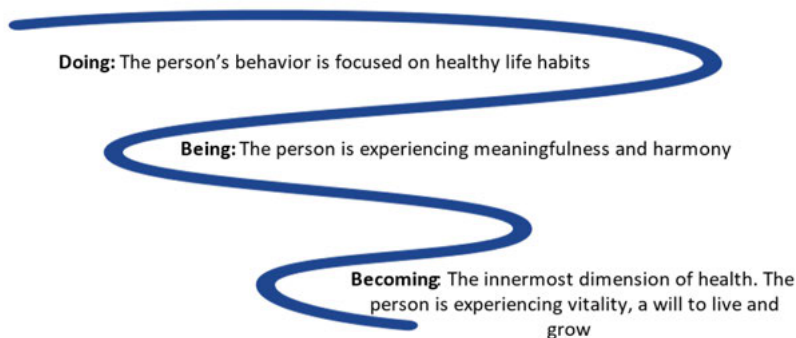 Doing: The person's behavior is focused on healthy life habits
Being: The person is experiencing meaningfulness and harmony
Becoming: The innermost dimension of health. The
person is experiencing vitality, a will to live and
grow